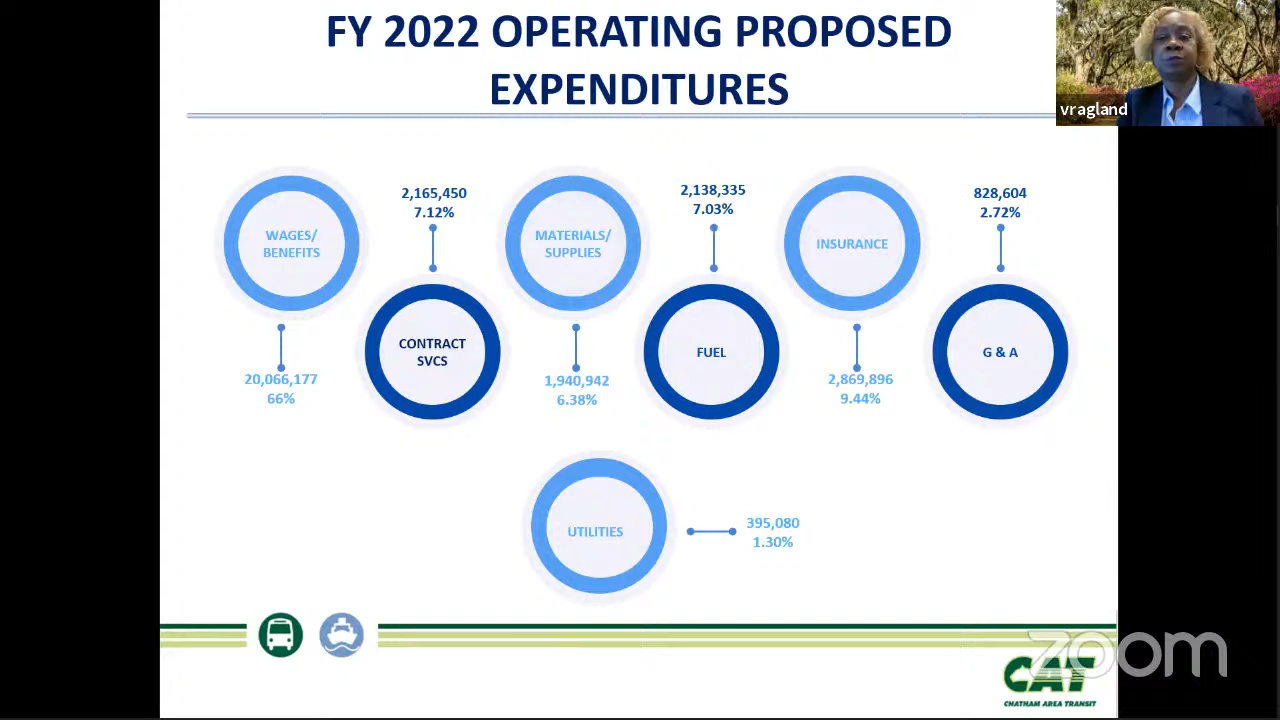 FY 2022 OPERATING PROPOSED
EXPENDITURES
vragland
WAGES/
BENEFITS
20,066,177
66%
2,165,450
7.12%
CONTRACT
SVCS
MATERIALS/
SUPPLIES
1,940,942
6.38%
2,138,335
7.03%
FUEL
INSURANCE
2,869,896
9.44%
828,604
2.72%
G & A
UTILITIES
395,080
1.30%
zoom
CAT
CHATHAM AREA TRANSIT